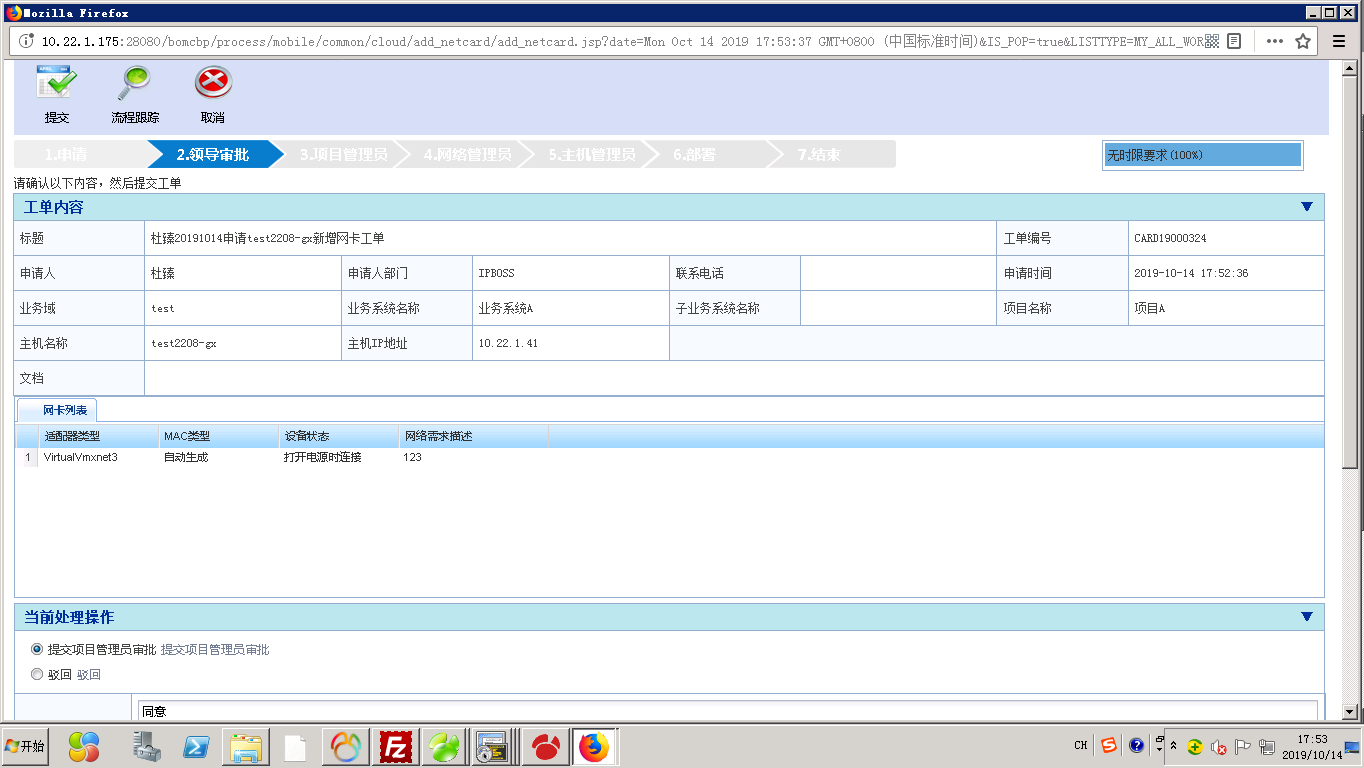 Mozilla Firefox
10.22.1.175:28080/bomcbp/process/mobile/common/cloud/add_netcard/add_netcard.jsp?date=Mon Oct 14 2019 17:53:37 GMT+0800 (中国标准时间)&IS_POP=true&LISTTYPE=MY_ALL_WOR
提交 流程跟踪 取消
1.申请 2.领导审批 3.项目管理员 4.网络管理员 5.主机管理员 6.部署 7.结束 无时限要求(100%)
请确认以下内容，然后提交工单
工单内容
标题 杜臻20191014申请test2208-gx新增网卡工单 工单编号 CARD19000324
申请人 杜臻 申请人部门 IPBOSS 联系电话 申请时间 2019-10-14 17:52:36
业务域 test 业务系统名称 业务系统A 子业务系统名称 项目名称 项目A
主机名称 test2208-gx 主机IP地址 10.22.1.41
文档
网卡列表
适配器类型 MAC类型 设备状态 网络需求描述
1 VirtualVmxnet3 自动生成 打开电源时连接 123
当前处理操作
提交项目管理员审批 提交项目管理员审批
驳回 驳回
同意
开始 CH 17:53
2019/10/14